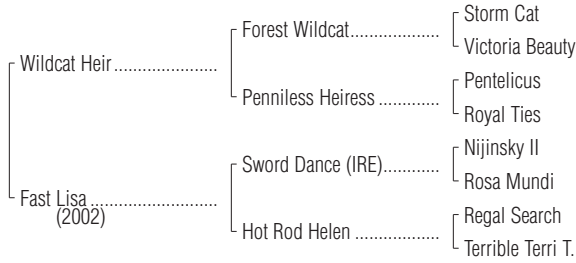 Storm Cat
Forest Wildcat....................
Victoria Beauty
Wildcat Heir.......................
Pentelicus
Penniless Heiress.............
Royal Ties
Nijinsky II
Sword Dance (IRE)............
Rosa Mundi
Fast Lisa............................
(2002)
Regal Search
Hot Rod Helen..................
Terrible Terri T.